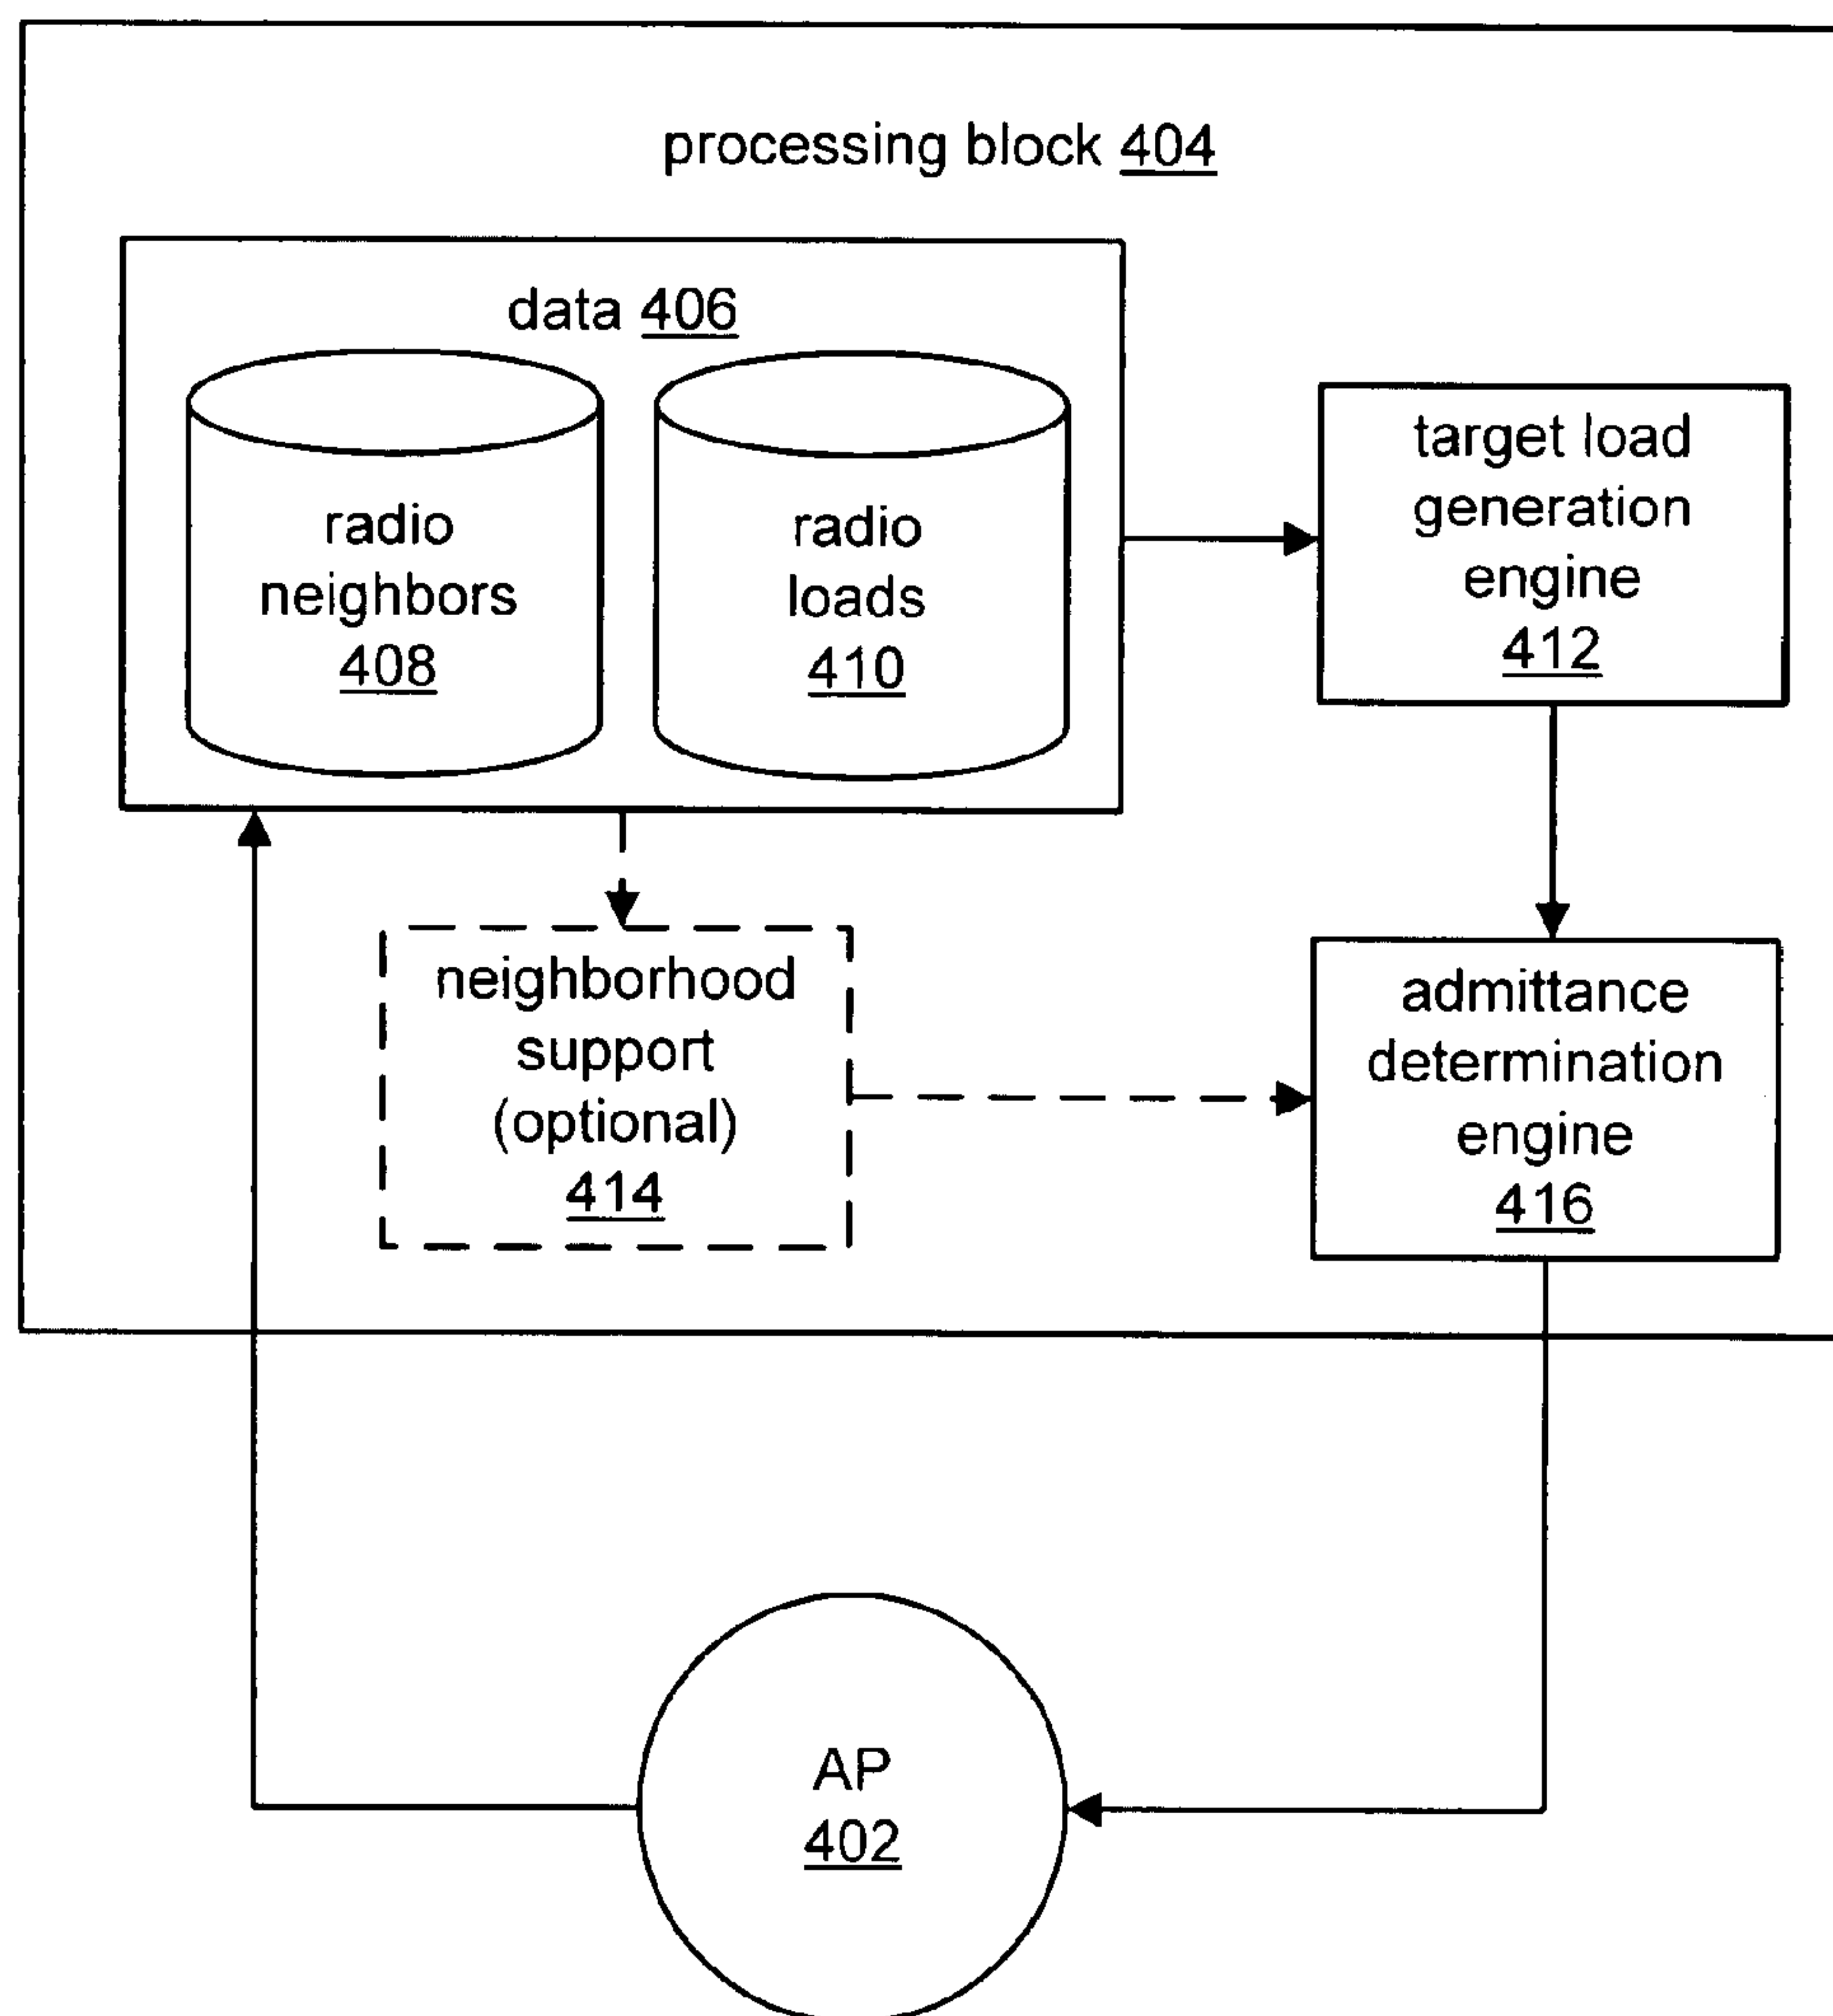 processing block 404
data 406
radio
neighbors
408
radio
loads
410
target load
generation
engine
412
neighborhood
support
(optional)
414
admittance
determination
engine
416
AP
402